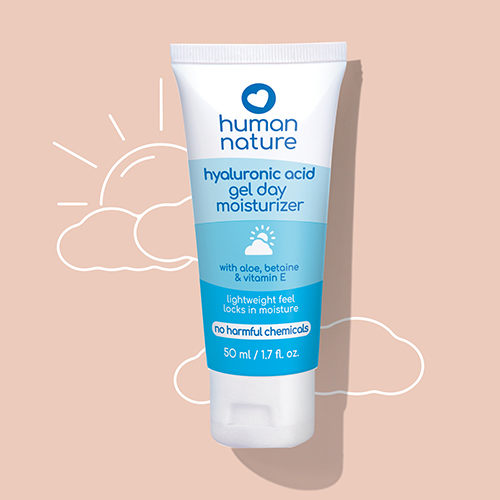 human
nature
hyaluronic acid
gel day
moisturizer
with aloe, betaine
& vitamin E
lightweight feel
locks in moisture
no harmful chemicals
50 ml / 1.7 fl. oz.